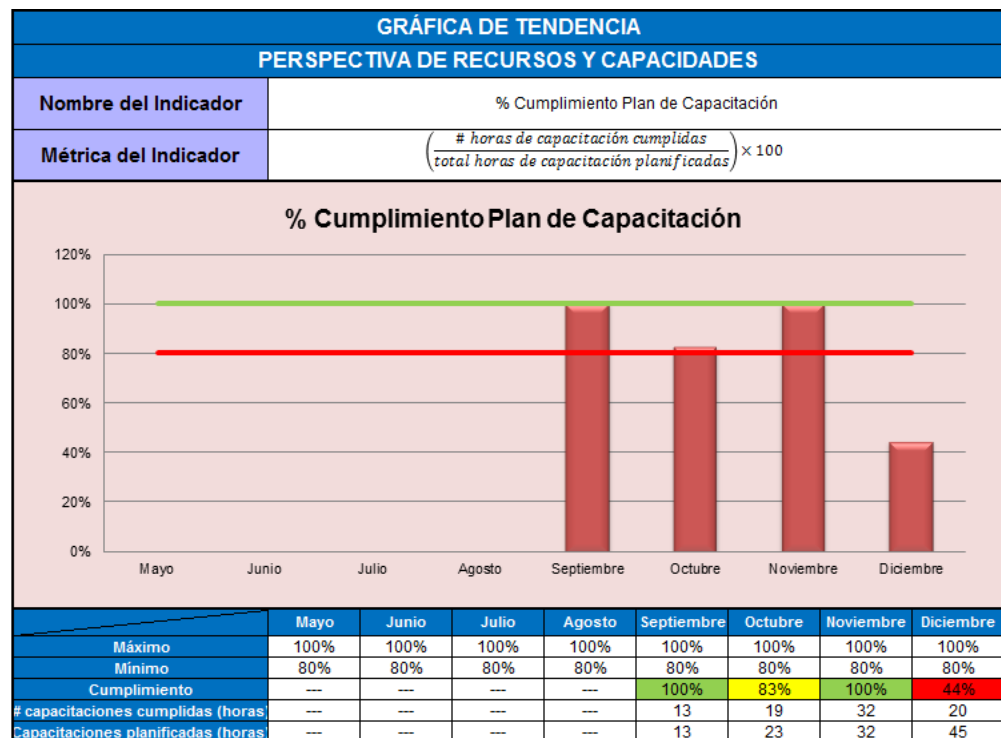 GRÁFICA DE TENDENCIA
PERSPECTIVA DE RECURSOS Y CAPACIDADES
Nombre del Indicador % Cumplimiento Plan de Capacitación
Métrica del Indicador (# horas de capacitación cumplidas / total horas de capacitación planificadas) × 100
% Cumplimiento Plan de Capacitación
120%
100%
80%
60%
40%
20%
0%
Mayo Junio Julio Agosto Septiembre Octubre Noviembre Diciembre
Mayo Junio Julio Agosto Septiembre Octubre Noviembre Diciembre
Máximo 100% 100% 100% 100% 100% 100% 100% 100%
Mínimo 80% 80% 80% 80% 80% 80% 80% 80%
Cumplimiento --- --- --- --- 100% 83% 100% 44%
# capacitaciones cumplidas (horas) --- --- --- --- 13 19 32 20
Capacitaciones planificadas (horas) --- --- --- --- 13 23 32 45